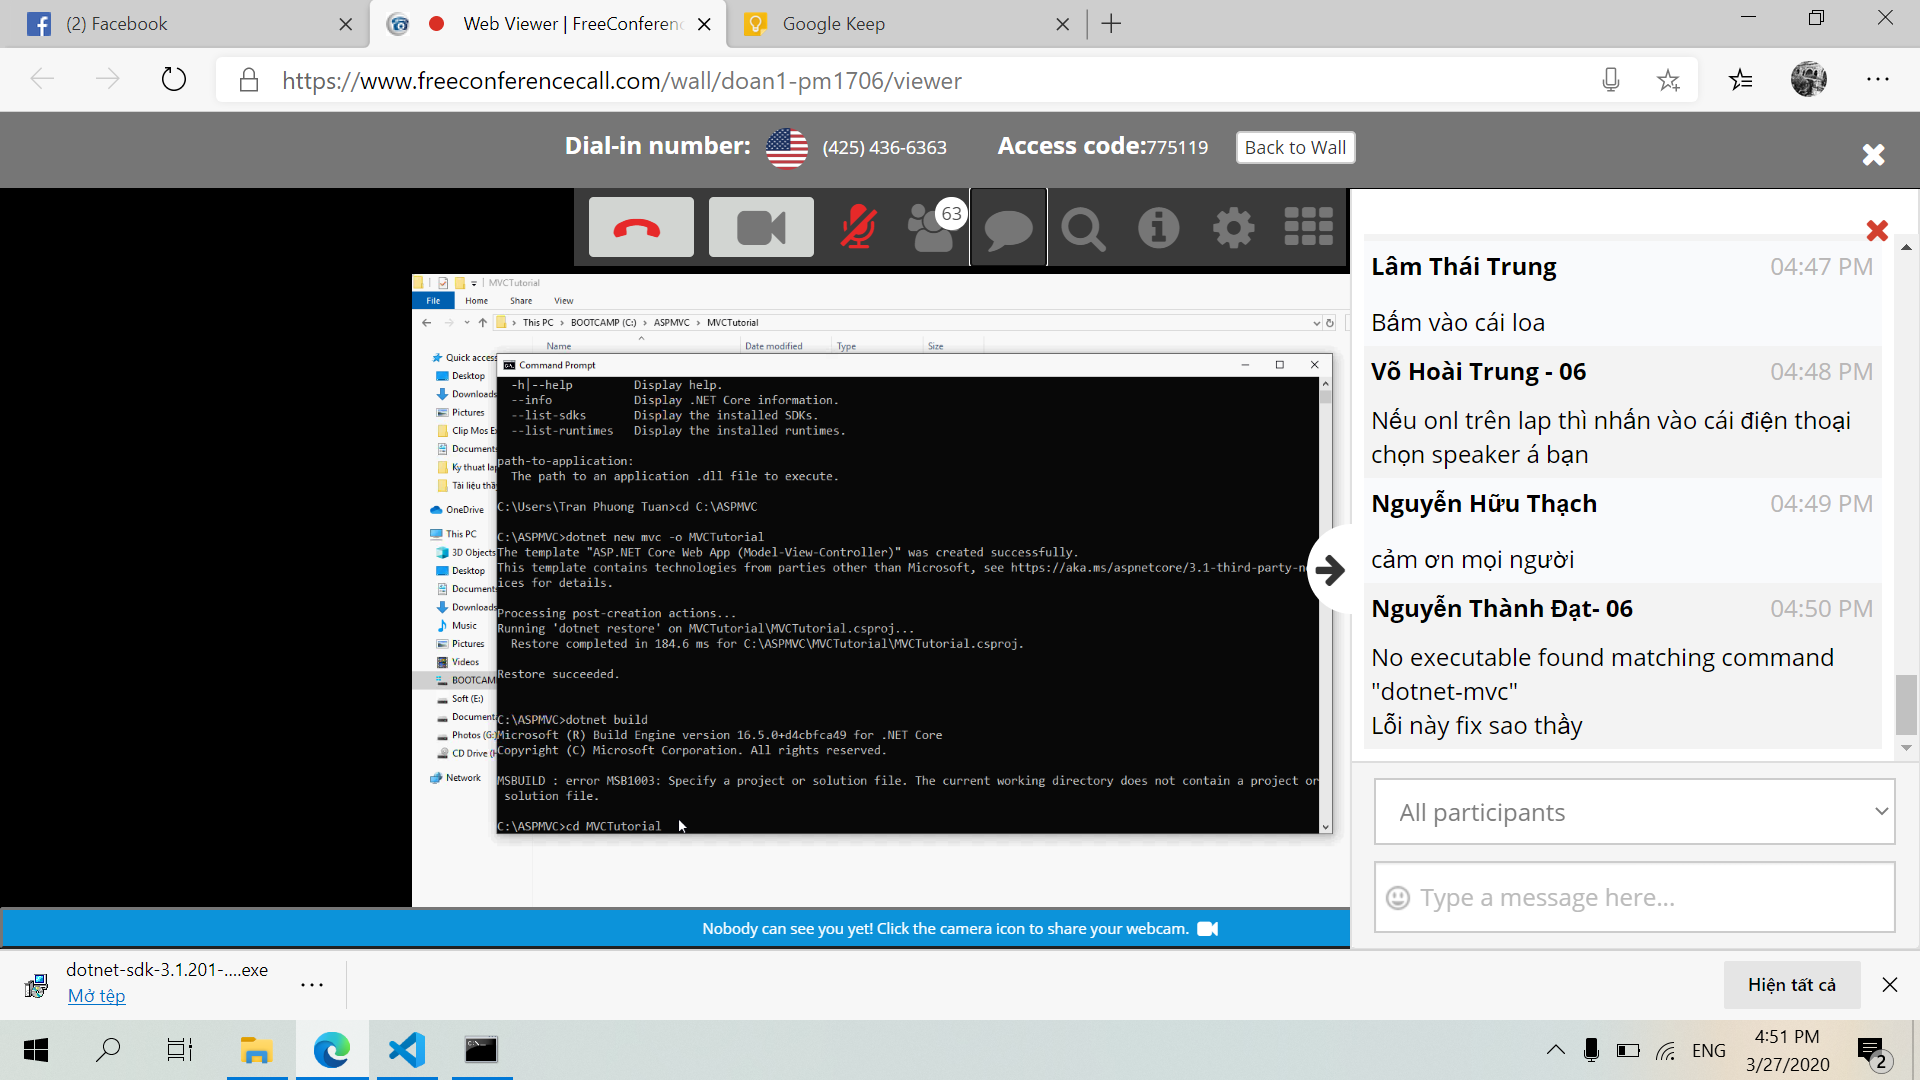 (2) Facebook
Web Viewer | FreeConferen
Google Keep
https://www.freeconferencecall.com/wall/doan1-pm1706/viewer
Dial-in number: (425) 436-6363 Access code:775119 Back to Wall
63
MVCTutorial
File Home Share View
This PC > BOOTCAMP (C:) > ASPMVC > MVCTutorial
Name Date modified Type Size
Quick access
Desktop
Downloads
Pictures
Clip Mos E
Document
Ky thuat la
Tài liệu th
OneDrive
This PC
3D Objects
Desktop
Document
Downloads
Music
Pictures
Videos
BOOTCAM
Soft (E:)
Document
Photos (G:
CD Drive (
Network
Command Prompt
-h|--help Display help.
--info Display .NET Core information.
--list-sdks Display the installed SDKs.
--list-runtimes Display the installed runtimes.
path-to-application:
The path to an application .dll file to execute.
C:\Users\Tran Phuong Tuan>cd C:\ASPMVC
C:\ASPMVC>dotnet new mvc -o MVCTutorial
The template "ASP.NET Core Web App (Model-View-Controller)" was created successfully.
This template contains technologies from parties other than Microsoft, see https://aka.ms/aspnetcore/3.1-third-party-n
ices for details.
Processing post-creation actions...
Running 'dotnet restore' on MVCTutorial\MVCTutorial.csproj...
Restore completed in 184.6 ms for C:\ASPMVC\MVCTutorial\MVCTutorial.csproj.
Restore succeeded.
C:\ASPMVC>dotnet build
Microsoft (R) Build Engine version 16.5.0+d4cbfca49 for .NET Core
Copyright (C) Microsoft Corporation. All rights reserved.
MSBUILD : error MSB1003: Specify a project or solution file. The current working directory does not contain a project or
solution file.
C:\ASPMVC>cd MVCTutorial
Lâm Thái Trung 04:47 PM
Bấm vào cái loa
Võ Hoài Trung - 06 04:48 PM
Nếu onl trên lap thì nhấn vào cái điện thoại
chọn speaker á bạn
Nguyễn Hữu Thạch 04:49 PM
cảm ơn mọi người
Nguyễn Thành Đạt- 06 04:50 PM
No executable found matching command
"dotnet-mvc"
Lỗi này fix sao thầy
All participants
Type a message here...
Nobody can see you yet! Click the camera icon to share your webcam.
dotnet-sdk-3.1.201-....exe
Mở tệp
Hiện tất cả
ENG
4:51 PM
3/27/2020
2